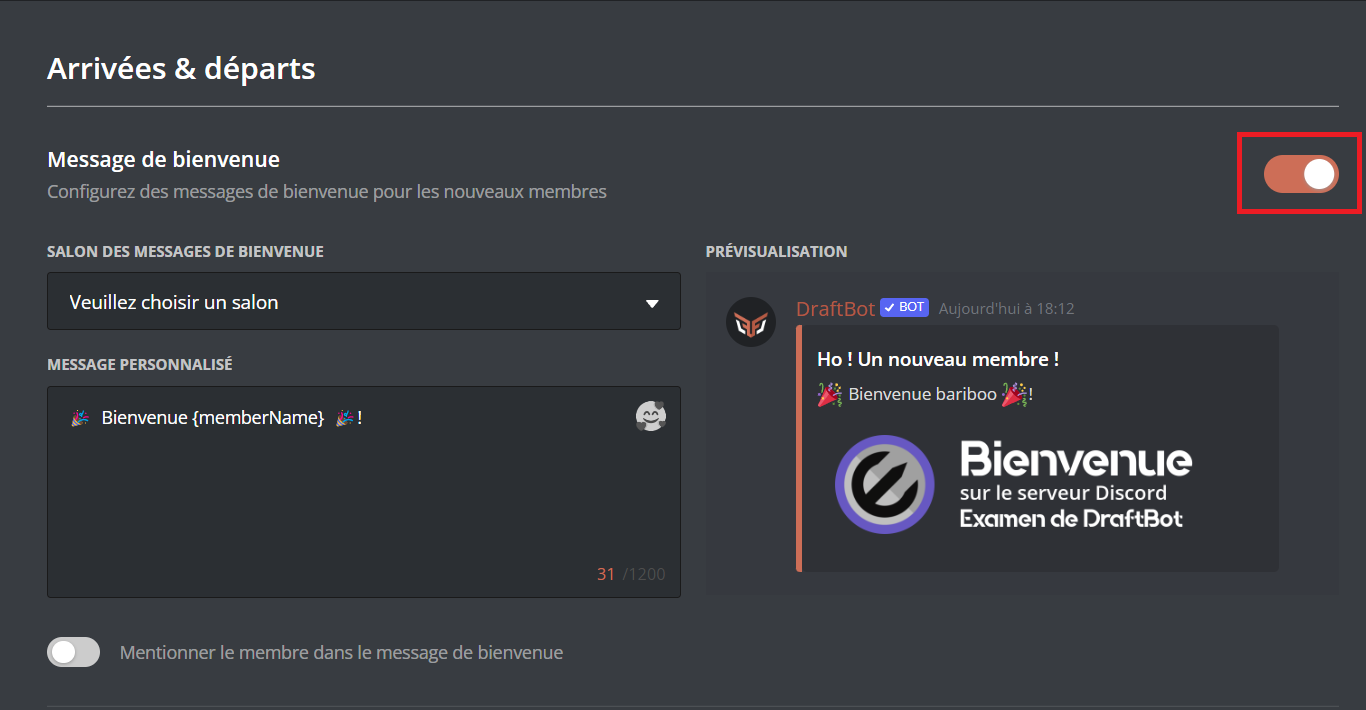 Arrivées & départs
Message de bienvenue
Configurez des messages de bienvenue pour les nouveaux membres
SALON DES MESSAGES DE BIENVENUE
Veuillez choisir un salon
MESSAGE PERSONNALISÉ
🎉 Bienvenue {memberName} 🎉 !
31 /1200
Mentionner le membre dans le message de bienvenue
PRÉVISUALISATION
DraftBot ✓ BOT Aujourd'hui à 18:12
Ho ! Un nouveau membre !
🎉 Bienvenue bariboo 🎉!
Bienvenue
sur le serveur Discord
Examen de DraftBot